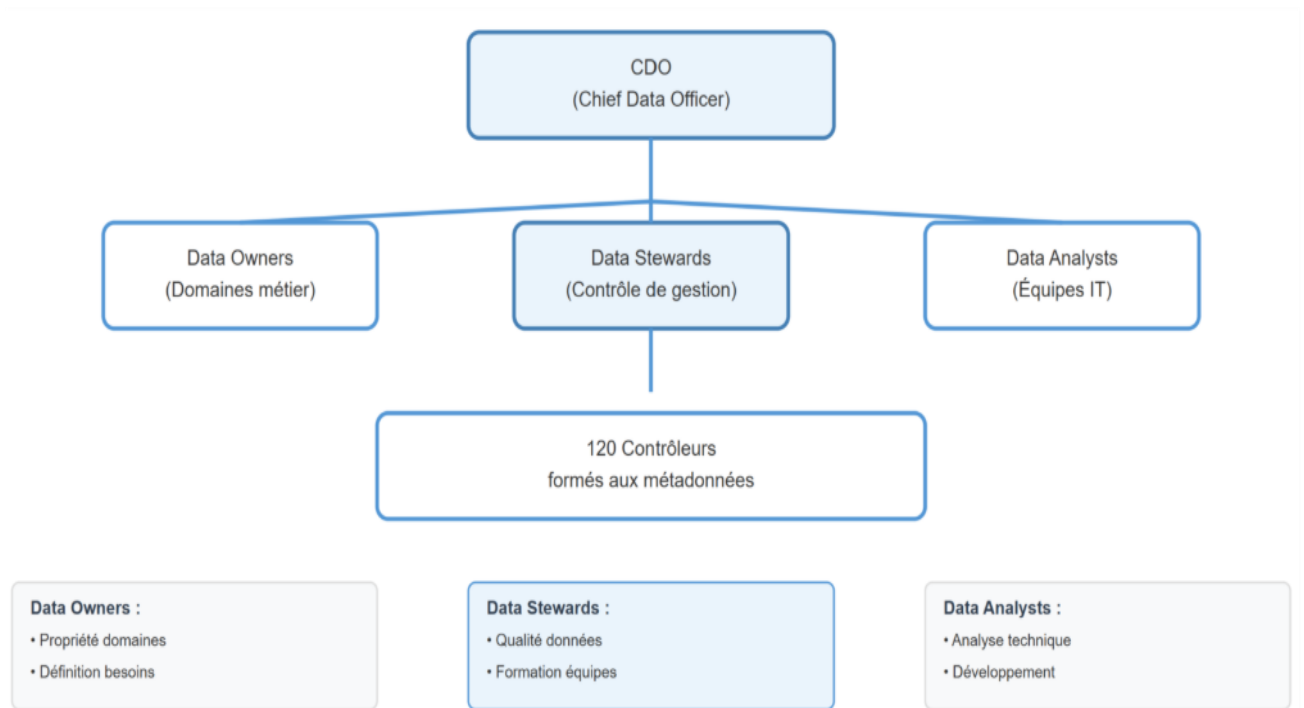 CDO
(Chief Data Officer)
Data Owners
(Domaines métier)
Data Stewards
(Contrôle de gestion)
Data Analysts
(Équipes IT)
120 Contrôleurs
formés aux métadonnées
Data Owners :
• Propriété domaines
• Définition besoins
Data Stewards :
• Qualité données
• Formation équipes
Data Analysts :
• Analyse technique
• Développement